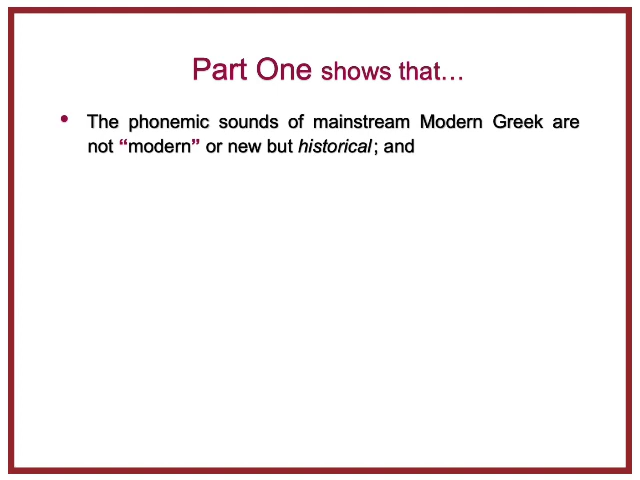 Part One shows that…
• The phonemic sounds of mainstream Modern Greek are
not “modern” or new but historical; and